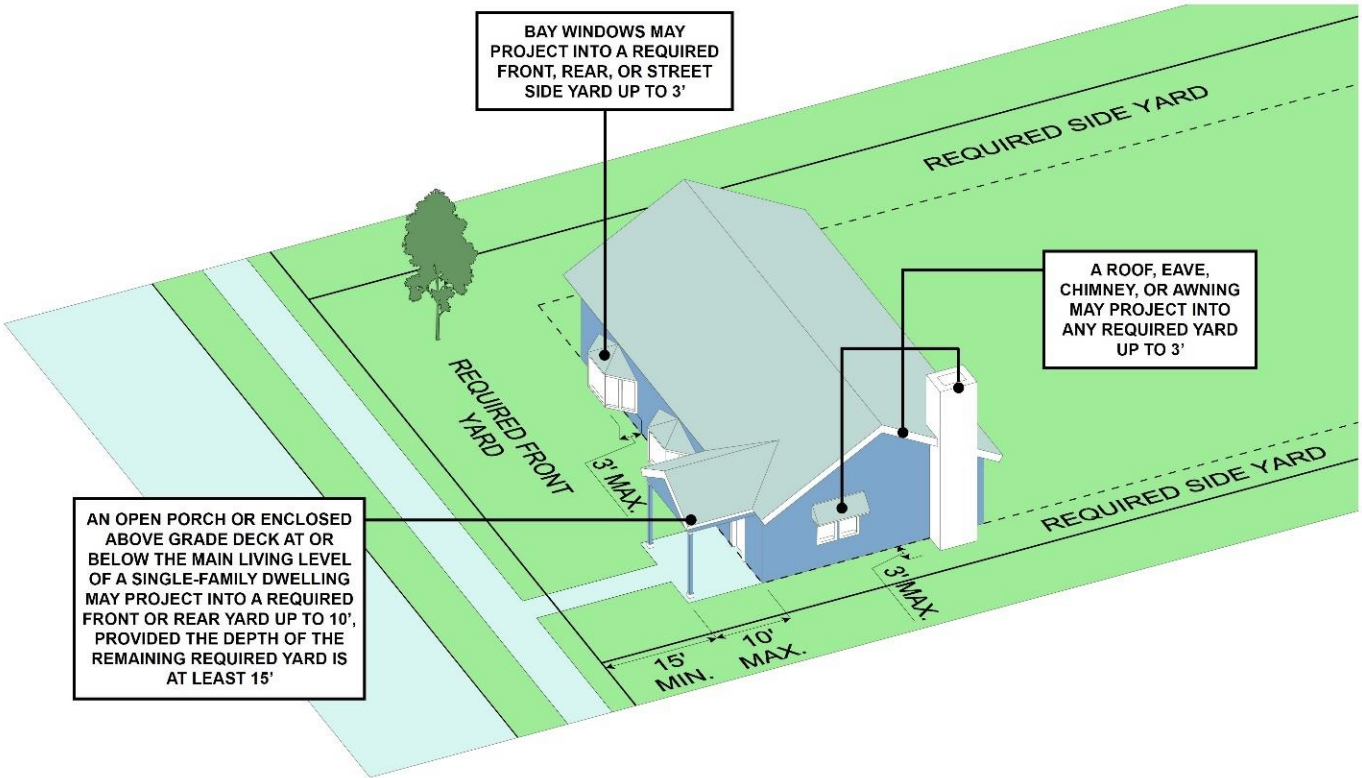 BAY WINDOWS MAY
PROJECT INTO A REQUIRED
FRONT, REAR, OR STREET
SIDE YARD UP TO 3'
REQUIRED SIDE YARD
A ROOF, EAVE,
CHIMNEY, OR AWNING
MAY PROJECT INTO
ANY REQUIRED YARD
UP TO 3'
REQUIRED FRONT
YARD
3' MAX.
AN OPEN PORCH OR ENCLOSED
ABOVE GRADE DECK AT OR
BELOW THE MAIN LIVING LEVEL
OF A SINGLE-FAMILY DWELLING
MAY PROJECT INTO A REQUIRED
FRONT OR REAR YARD UP TO 10',
PROVIDED THE DEPTH OF THE
REMAINING REQUIRED YARD IS
AT LEAST 15'
REQUIRED SIDE YARD
3' MAX.
15'
MIN.
10'
MAX.